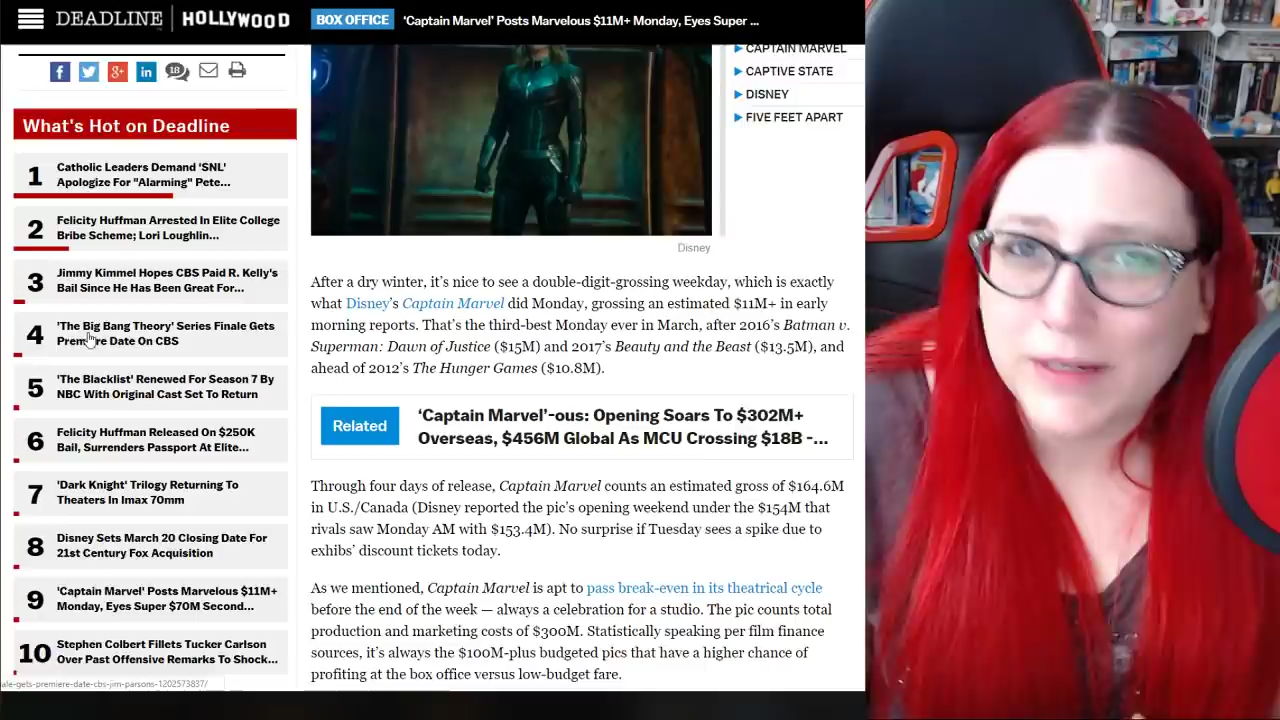 DEADLINE | HOLLYWOOD
BOX OFFICE
‘Captain Marvel’ Posts Marvelous $11M+ Monday, Eyes Super ...
18
What's Hot on Deadline
1
Catholic Leaders Demand 'SNL'
Apologize For "Alarming" Pete...
2
Felicity Huffman Arrested In Elite College
Bribe Scheme; Lori Loughlin...
3
Jimmy Kimmel Hopes CBS Paid R. Kelly's
Bail Since He Has Been Great For...
4
'The Big Bang Theory' Series Finale Gets
Premiere Date On CBS
5
'The Blacklist' Renewed For Season 7 By
NBC With Original Cast Set To Return
6
Felicity Huffman Released On $250K
Bail, Surrenders Passport At Elite...
7
'Dark Knight' Trilogy Returning To
Theaters In Imax 70mm
8
Disney Sets March 20 Closing Date For
21st Century Fox Acquisition
9
'Captain Marvel' Posts Marvelous $11M+
Monday, Eyes Super $70M Second...
10
Stephen Colbert Fillets Tucker Carlson
Over Past Offensive Remarks To Shock...
ale-gets-premiere-date-cbs-jim-parsons-1202573837/
CAPTAIN MARVEL
CAPTIVE STATE
DISNEY
FIVE FEET APART
Disney
After a dry winter, it’s nice to see a double-digit-grossing weekday, which is exactly
what Disney’s Captain Marvel did Monday, grossing an estimated $11M+ in early
morning reports. That’s the third-best Monday ever in March, after 2016’s Batman v.
Superman: Dawn of Justice ($15M) and 2017’s Beauty and the Beast ($13.5M), and
ahead of 2012’s The Hunger Games ($10.8M).
Related
‘Captain Marvel’-ous: Opening Soars To $302M+
Overseas, $456M Global As MCU Crossing $18B -...
Through four days of release, Captain Marvel counts an estimated gross of $164.6M
in U.S./Canada (Disney reported the pic’s opening weekend under the $154M that
rivals saw Monday AM with $153.4M). No surprise if Tuesday sees a spike due to
exhibs’ discount tickets today.
As we mentioned, Captain Marvel is apt to pass break-even in its theatrical cycle
before the end of the week — always a celebration for a studio. The pic counts total
production and marketing costs of $300M. Statistically speaking per film finance
sources, it’s always the $100M-plus budgeted pics that have a higher chance of
profiting at the box office versus low-budget fare.